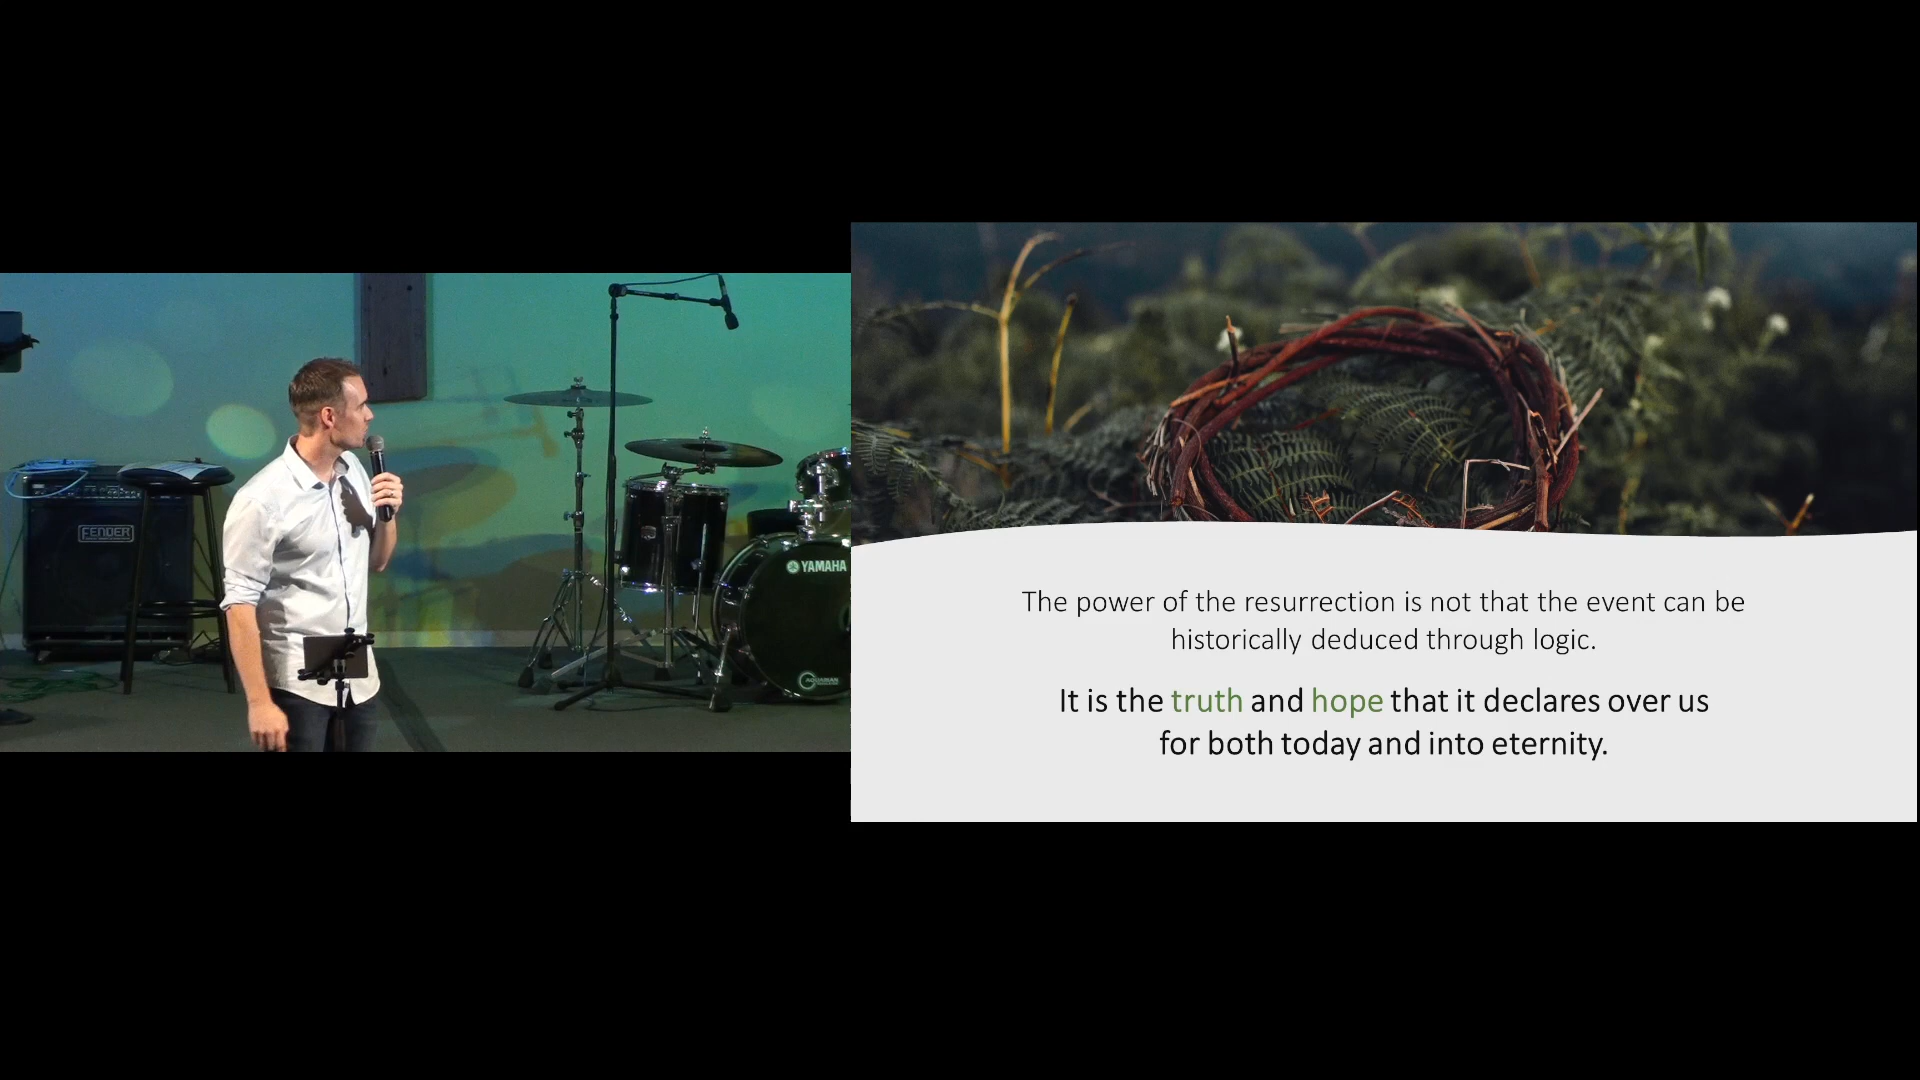 FENDER
YAMAHA
AQUARIAN
The power of the resurrection is not that the event can be
historically deduced through logic.
It is the truth and hope that it declares over us
for both today and into eternity.